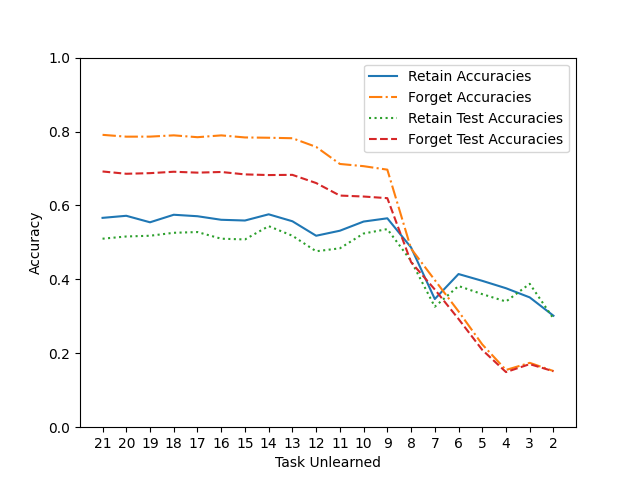 1.0
0.8
0.6
0.4
0.2
0.0
Accuracy
Retain Accuracies
Forget Accuracies
Retain Test Accuracies
Forget Test Accuracies
21 20 19 18 17 16 15 14 13 12 11 10 9 8 7 6 5 4 3 2
Task Unlearned